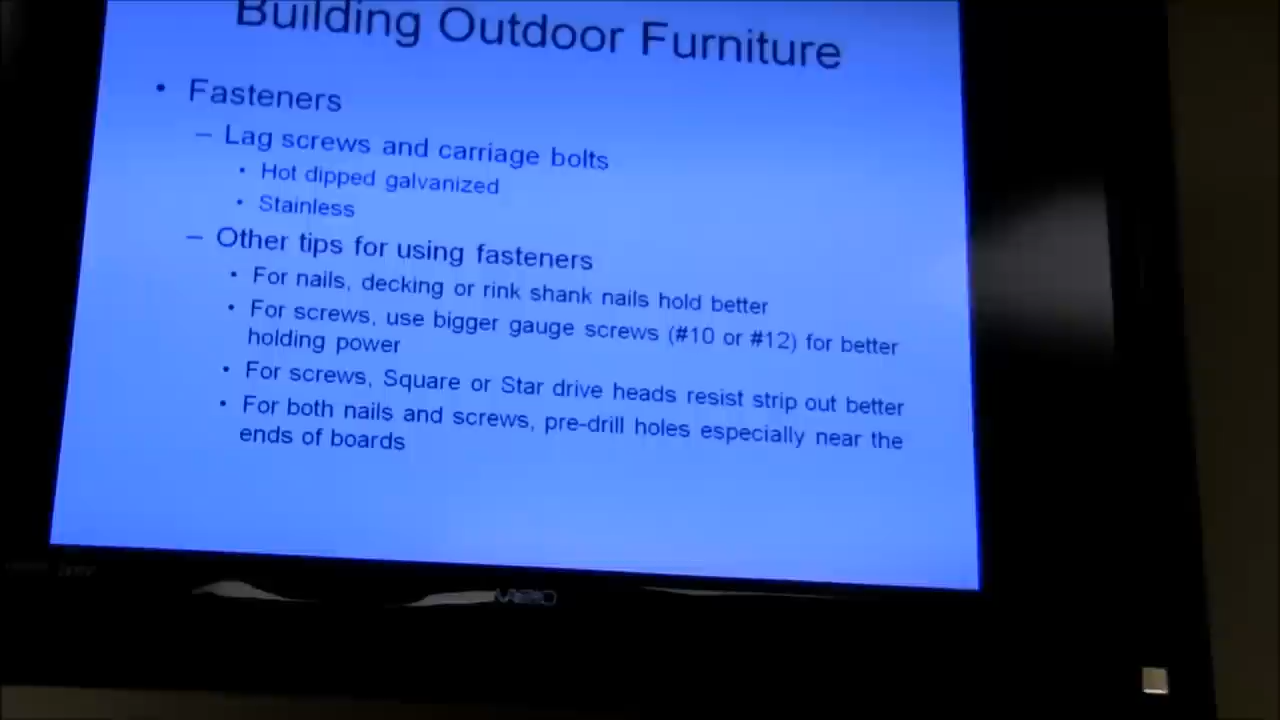 Building Outdoor Furniture
• Fasteners
– Lag screws and carriage bolts
• Hot dipped galvanized
• Stainless
– Other tips for using fasteners
• For nails, decking or rink shank nails hold better
• For screws, use bigger gauge screws (#10 or #12) for better
holding power
• For screws, Square or Star drive heads resist strip out better
• For both nails and screws, pre-drill holes especially near the
ends of boards
VIZIO